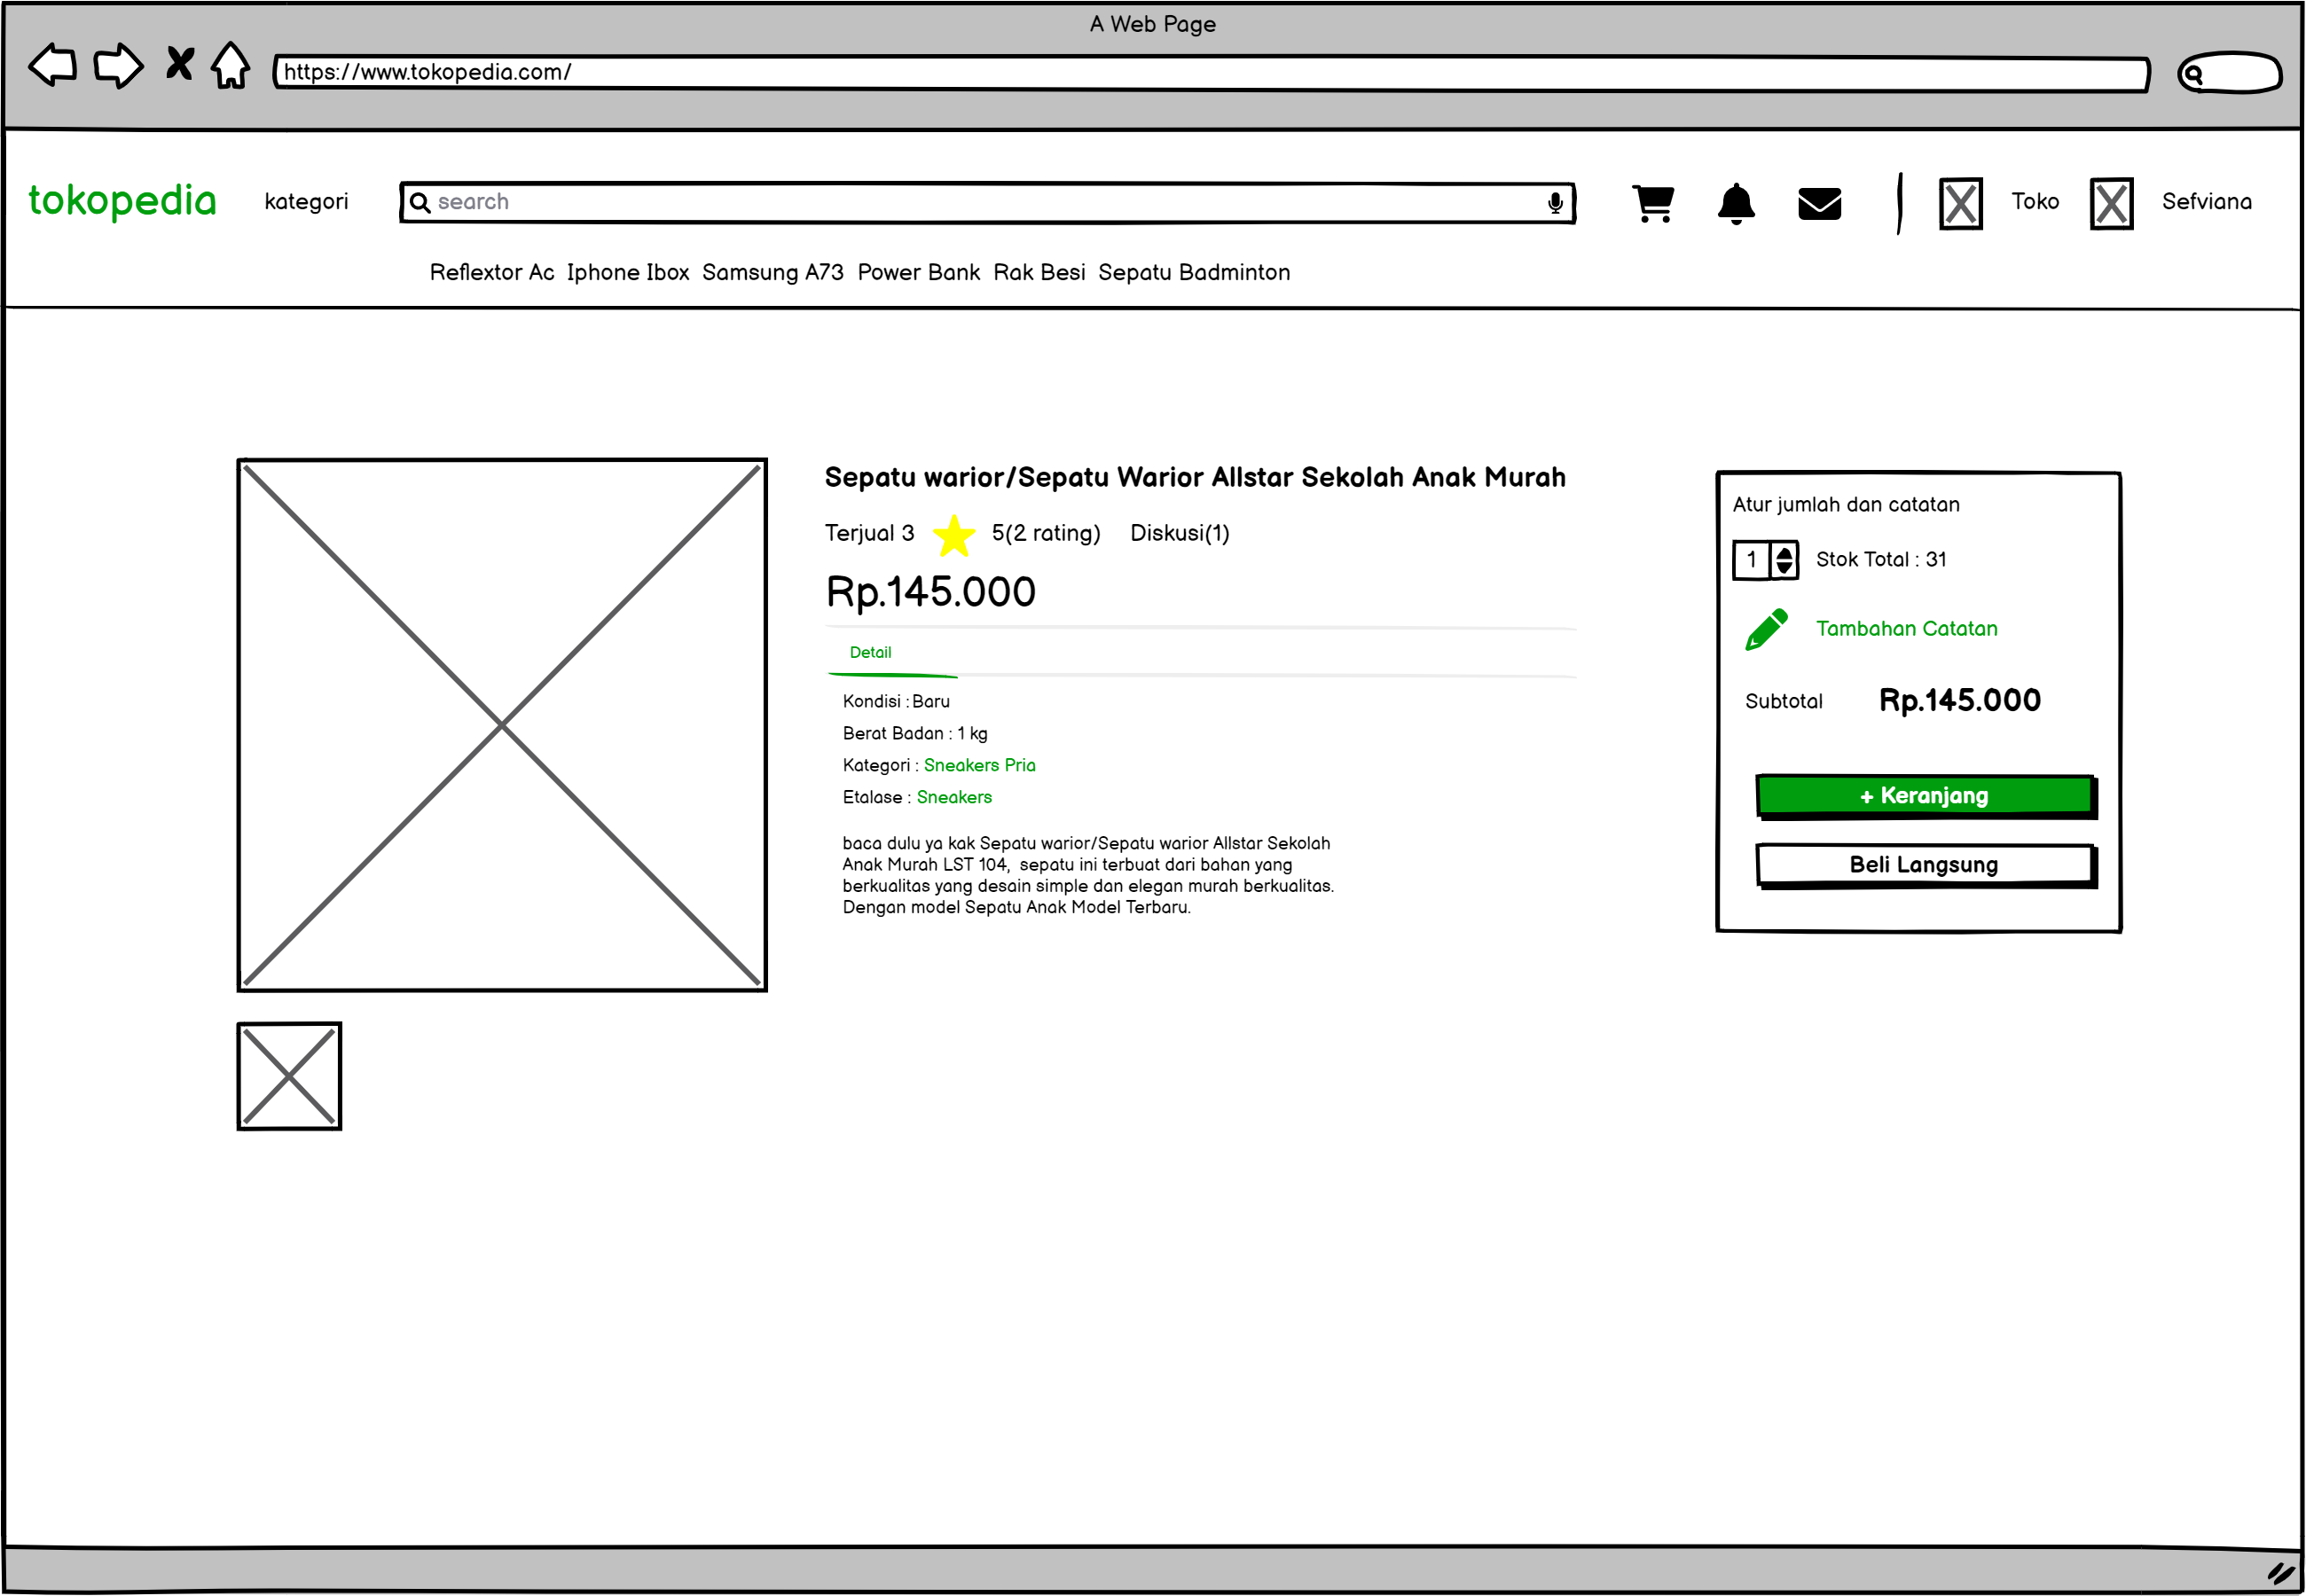 A Web Page
https://www.tokopedia.com/
tokopedia kategori search Toko Sefviana
Reflextor Ac Iphone Ibox Samsung A73 Power Bank Rak Besi Sepatu Badminton
Sepatu warior/Sepatu Warior Allstar Sekolah Anak Murah
Terjual 3 5(2 rating) Diskusi(1)
Rp.145.000
Detail
Kondisi : Baru
Berat Badan : 1 kg
Kategori : Sneakers Pria
Etalase : Sneakers
baca dulu ya kak Sepatu warior/Sepatu warior Allstar Sekolah
Anak Murah LST 104, sepatu ini terbuat dari bahan yang
berkualitas yang desain simple dan elegan murah berkualitas.
Dengan model Sepatu Anak Model Terbaru.
Atur jumlah dan catatan
1 Stok Total : 31
Tambahan Catatan
Subtotal Rp.145.000
+ Keranjang
Beli Langsung